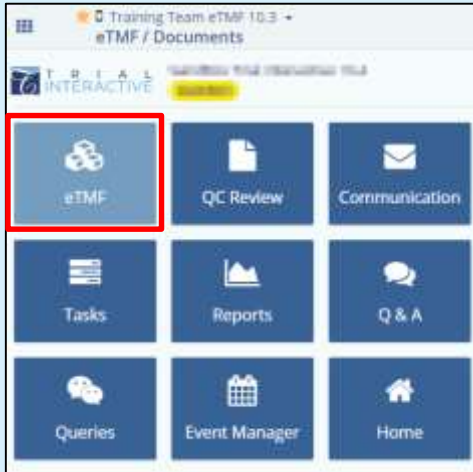 Training Team eTMF 10.3
eTMF / Documents
TRIAL
INTERACTIVE
eTMF
QC Review
Communication
Tasks
Reports
Q & A
Queries
Event Manager
Home